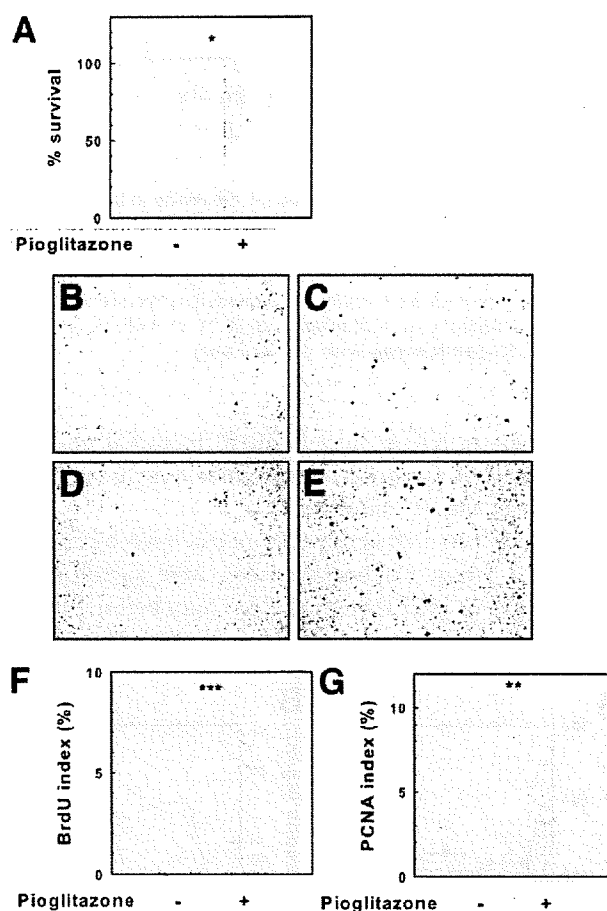 A
*
% survival
100
50
0
Pioglitazone - +
B C
D E
F
10
***
BrdU index (%)
5
0
Pioglitazone - +
G
**
10
PCNA index (%)
5
0
Pioglitazone - +